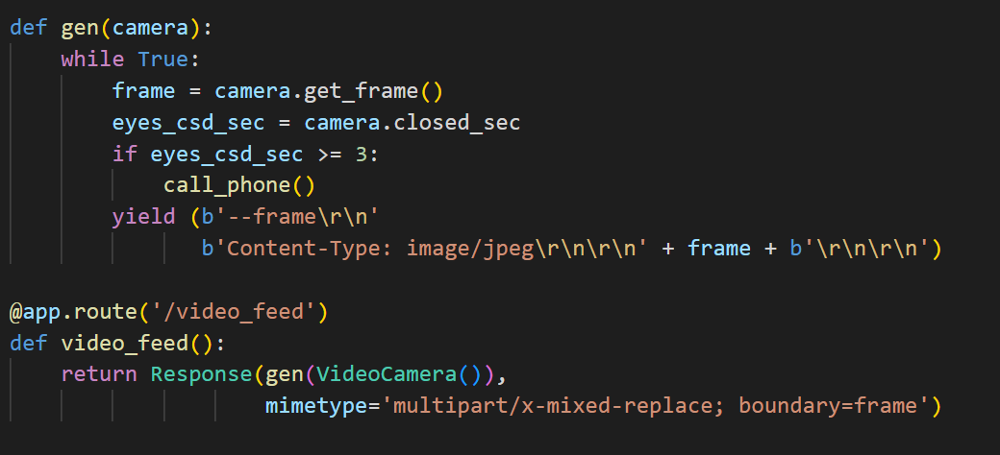 def gen(camera):
    while True:
        frame = camera.get_frame()
        eyes_csd_sec = camera.closed_sec
        if eyes_csd_sec >= 3:
            call_phone()
        yield (b'--frame\r\n'
               b'Content-Type: image/jpeg\r\n\r\n' + frame + b'\r\n\r\n')

@app.route('/video_feed')
def video_feed():
    return Response(gen(VideoCamera()),
                    mimetype='multipart/x-mixed-replace; boundary=frame')